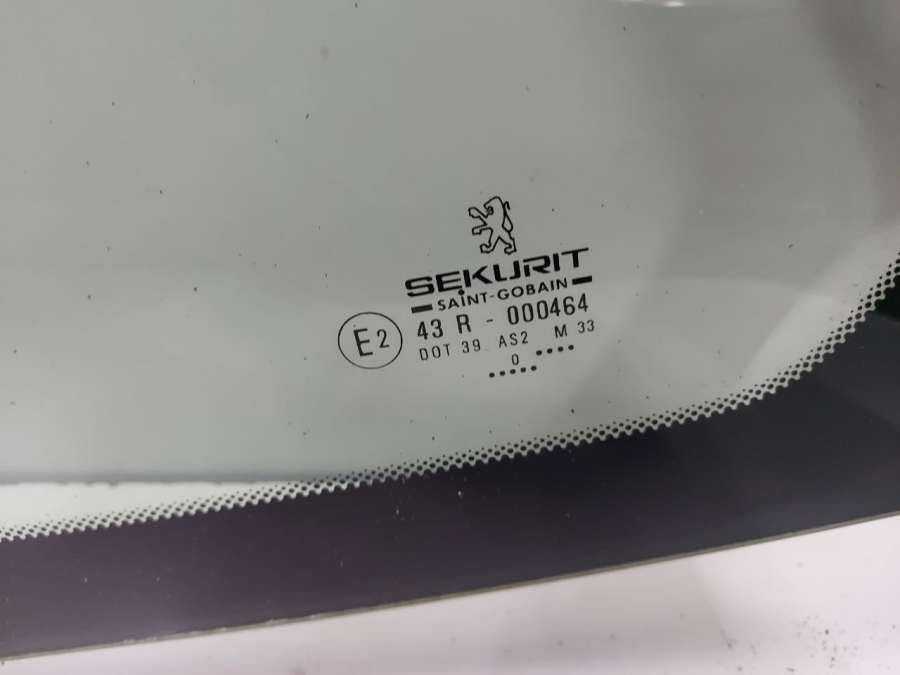 SEKURIT
SAINT-GOBAIN
E2
43 R - 000464
DOT 39. AS2 M 33
0